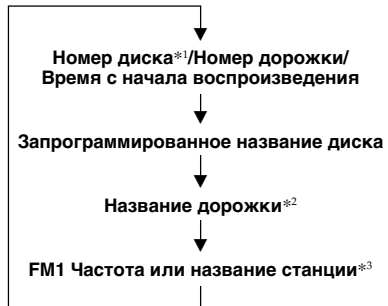 Номер диска*1/Номер дорожки/
Время с начала воспроизведения
Запрограммированное название диска
Название дорожки*2
FM1 Частота или название станции*3